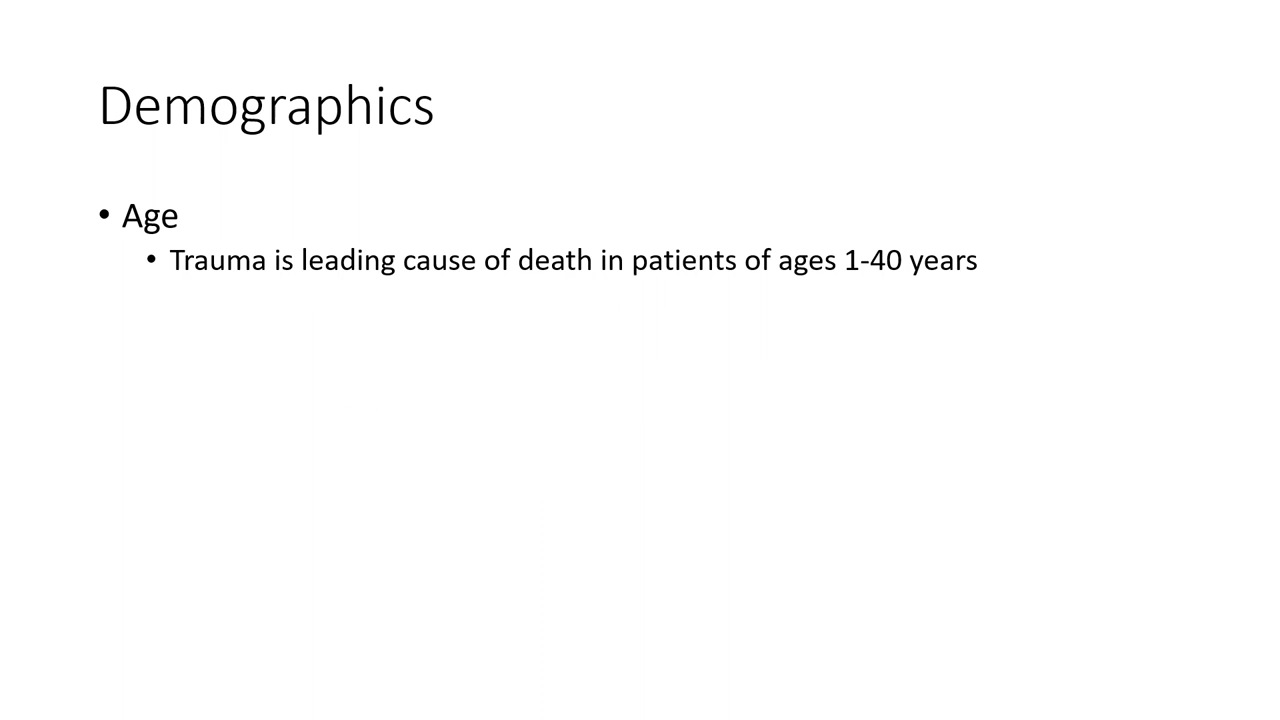 Demographics
• Age
• Trauma is leading cause of death in patients of ages 1-40 years